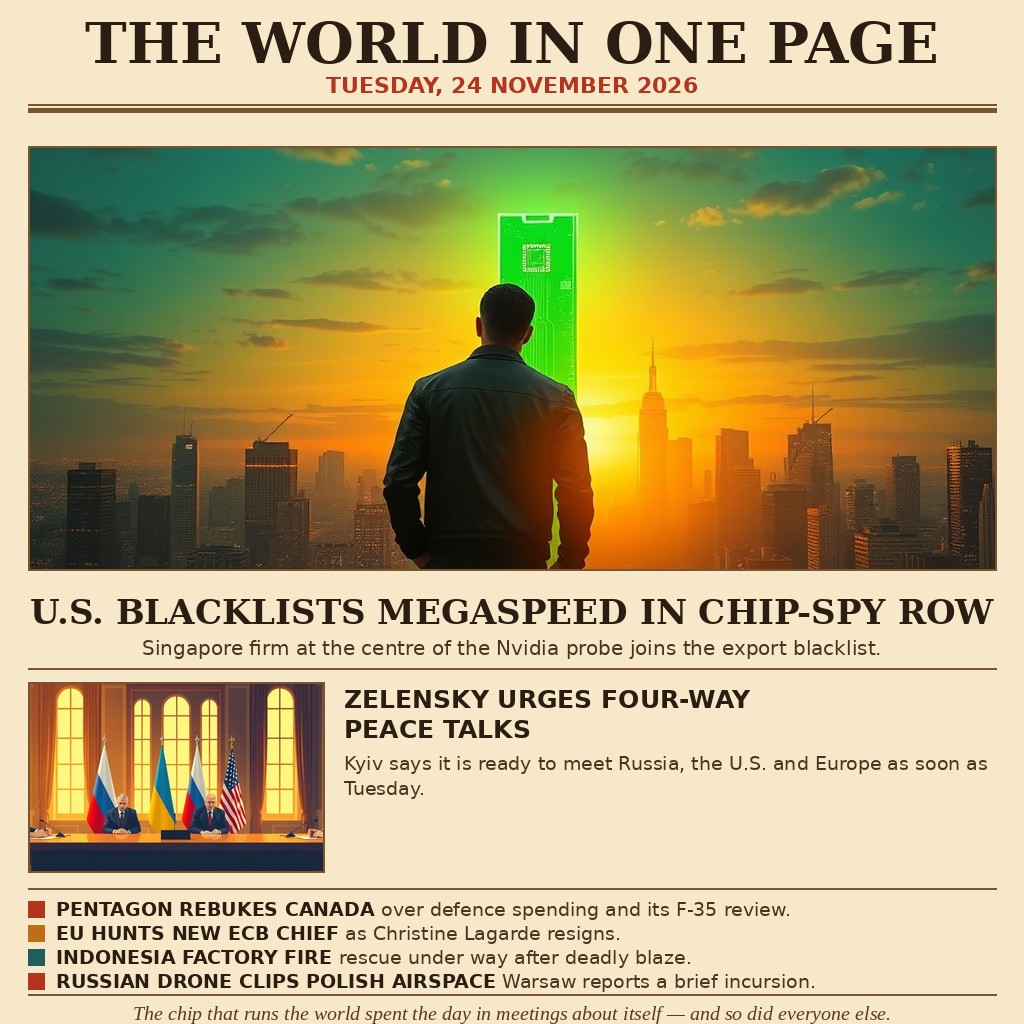 THE WORLD IN ONE PAGE
TUESDAY, 24 NOVEMBER 2026
U.S. BLACKLISTS MEGASPEED IN CHIP-SPY ROW
Singapore firm at the centre of the Nvidia probe joins the export blacklist.
ZELENSKY URGES FOUR-WAY
PEACE TALKS
Kyiv says it is ready to meet Russia, the U.S. and Europe as soon as
Tuesday.
PENTAGON REBUKES CANADA over defence spending and its F-35 review.
EU HUNTS NEW ECB CHIEF as Christine Lagarde resigns.
INDONESIA FACTORY FIRE rescue under way after deadly blaze.
RUSSIAN DRONE CLIPS POLISH AIRSPACE Warsaw reports a brief incursion.
The chip that runs the world spent the day in meetings about itself — and so did everyone else.